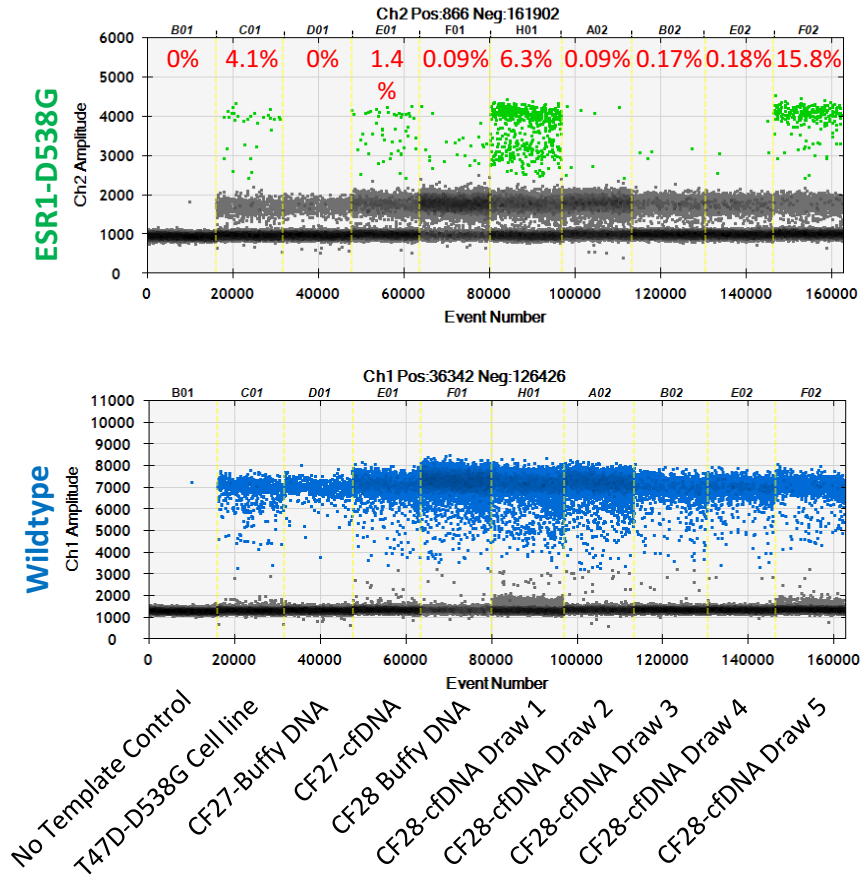 Ch2 Pos:866 Neg:161902
B01 C01 D01 E01 F01 H01 A02 B02 E02 F02
6000
0% 4.1% 0% 1.4 0.09% 6.3% 0.09% 0.17% 0.18% 15.8%
%
5000
4000
3000
2000
1000
0
ESR1-D538G
Ch2 Amplitude
0 20000 40000 60000 80000 100000 120000 140000 160000
Event Number
Ch1 Pos:36342 Neg:126426
B01 C01 D01 E01 F01 H01 A02 B02 E02 F02
11000
10000
9000
8000
7000
6000
5000
4000
3000
2000
1000
0
Wildtype
Ch1 Amplitude
0 20000 40000 60000 80000 100000 120000 140000 160000
Event Number
No Template Control
T47D-D538G Cell line
CF27-Buffy DNA
CF27-cfDNA
CF28 Buffy DNA
CF28-cfDNA Draw 1
CF28-cfDNA Draw 2
CF28-cfDNA Draw 3
CF28-cfDNA Draw 4
CF28-cfDNA Draw 5